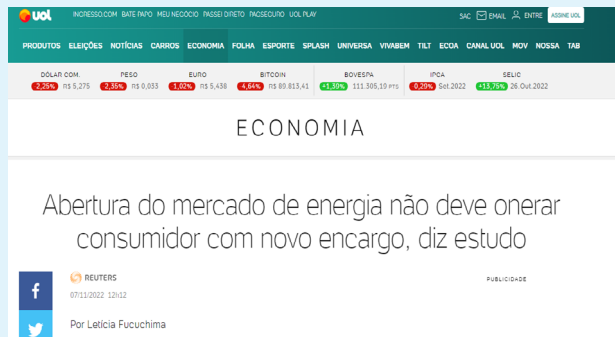 uol INGRESSO.COM BATE PAPO MEU NEGÓCIO PASSEI DIRETO PAGSEGURO UOL PLAY SAC EMAIL ENTRE ASSINE UOL
PRODUTOS ELEIÇÕES NOTÍCIAS CARROS ECONOMIA FOLHA ESPORTE SPLASH UNIVERSA VIVABEM TILT ECOA CANAL UOL MOV NOSSA TAB
DÓLAR COM. PESO EURO BITCOIN BOVESPA IPCA SELIC
-2,25% R$ 5,275 -2,35% R$ 0,033 -1,02% R$ 5,438 -4,64% R$ 89.813,41 +1,39% 111.305,19 PTS 0,29% Set.2022 +13,75% 26.Out.2022
ECONOMIA
Abertura do mercado de energia não deve onerar
consumidor com novo encargo, diz estudo
REUTERS
PUBLICIDADE
07/11/2022 12h12
Por Letícia Fucuchima